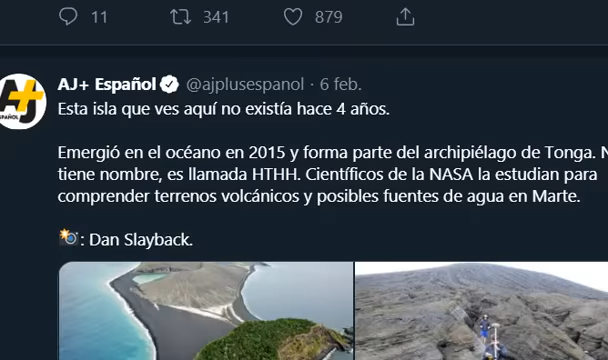 11 341 879
AJ+ Español @ajplusespanol · 6 feb.
Esta isla que ves aquí no existía hace 4 años.
Emergió en el océano en 2015 y forma parte del archipiélago de Tonga.
tiene nombre, es llamada HTHH. Científicos de la NASA la estudian para
comprender terrenos volcánicos y posibles fuentes de agua en Marte.
📸: Dan Slayback.
AJ+
ESPAÑOL